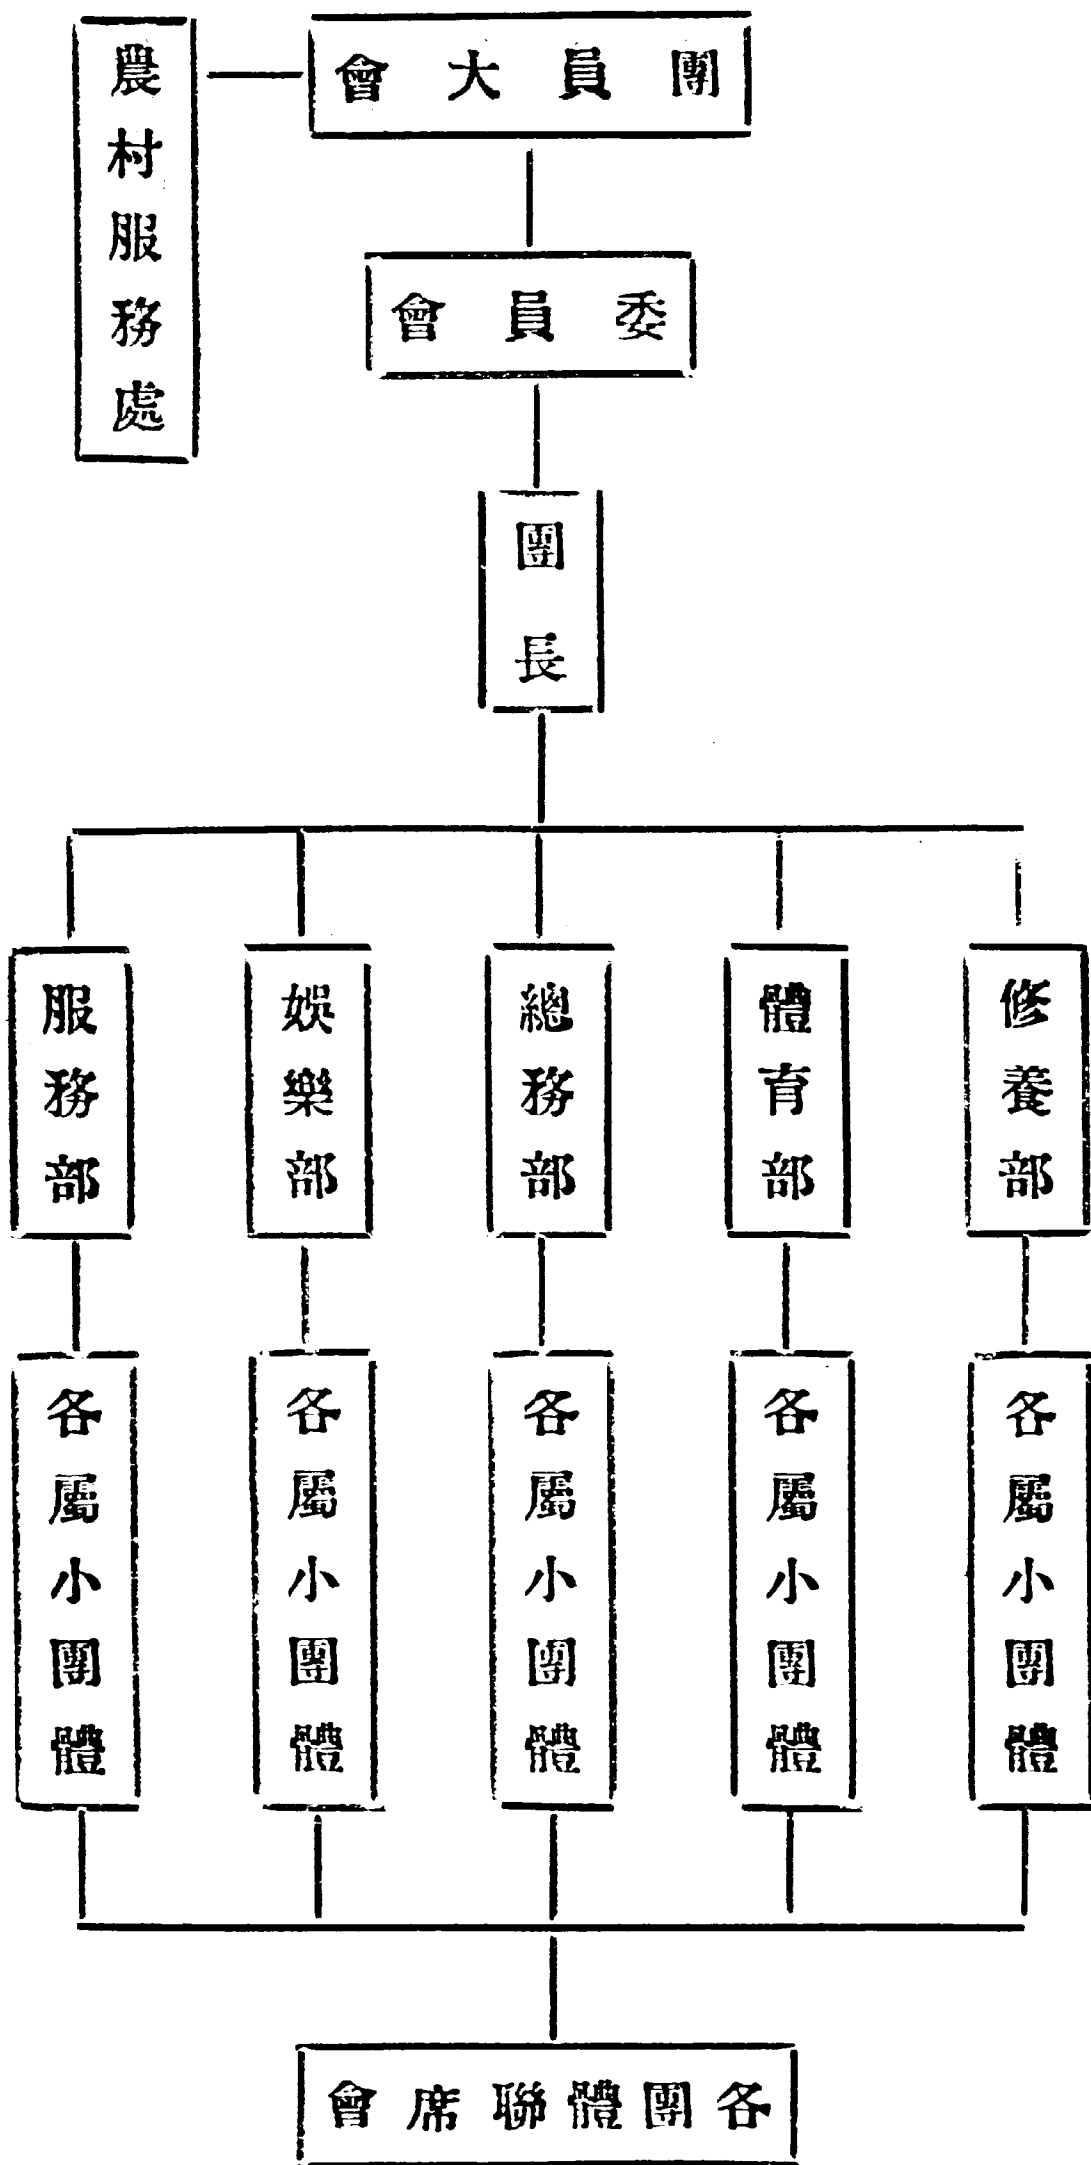 團員大會
農村服務處
委員會
團長
修養部
體育部
總務部
娛樂部
服務部
各屬小團體
各屬小團體
各屬小團體
各屬小團體
各屬小團體
各團體聯席會